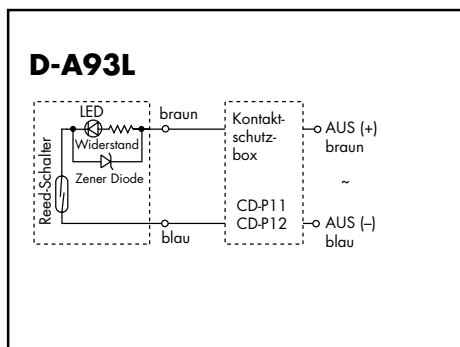 D-A93L
LED
Widerstand
Zener Diode
Reed-Schalter
braun
blau
Kontakt-
schutz-
box
CD-P11
CD-P12
AUS (+)
braun
~
AUS (–)
blau